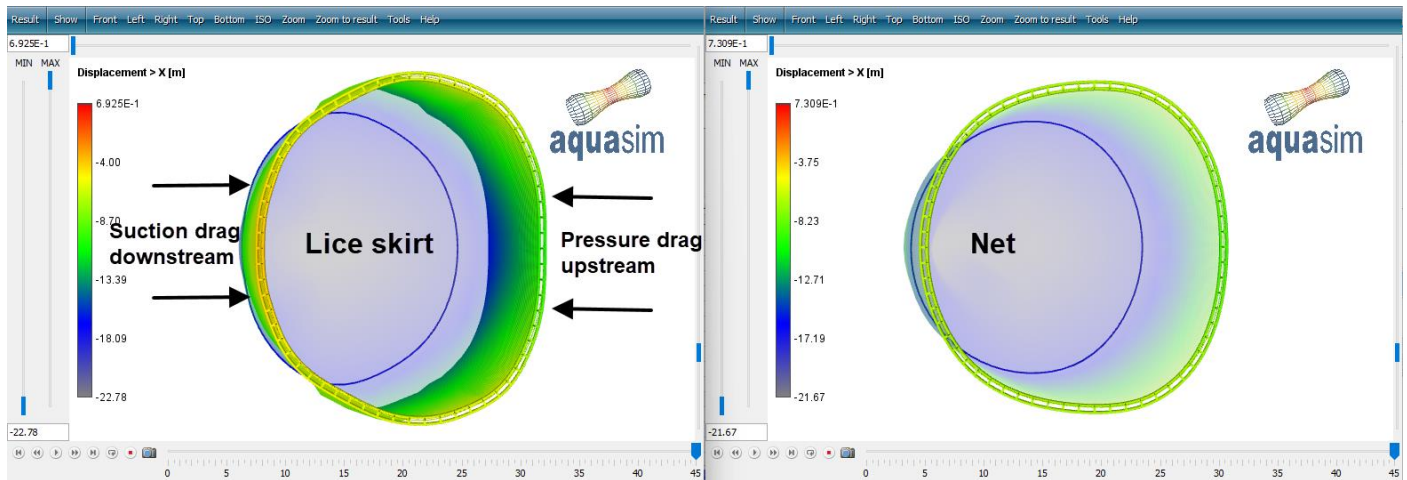 Result Show Front Left Right Top Bottom ISO Zoom Zoom to result Tools Help
6.925E-1
MIN MAX
Displacement > X [m]
6.925E-1
-4.00
-8.70
-13.39
-18.09
-22.78
aquasim
Suction drag
downstream
Lice skirt
Pressure drag
upstream
-22.78
0 5 10 15 20 25 30 35 40 45
Result Show Front Left Right Top Bottom ISO Zoom Zoom to result Tools Help
7.309E-1
MIN MAX
Displacement > X [m]
7.309E-1
-3.75
-8.23
-12.71
-17.19
-21.67
aquasim
Net
-21.67
0 5 10 15 20 25 30 35 40 45